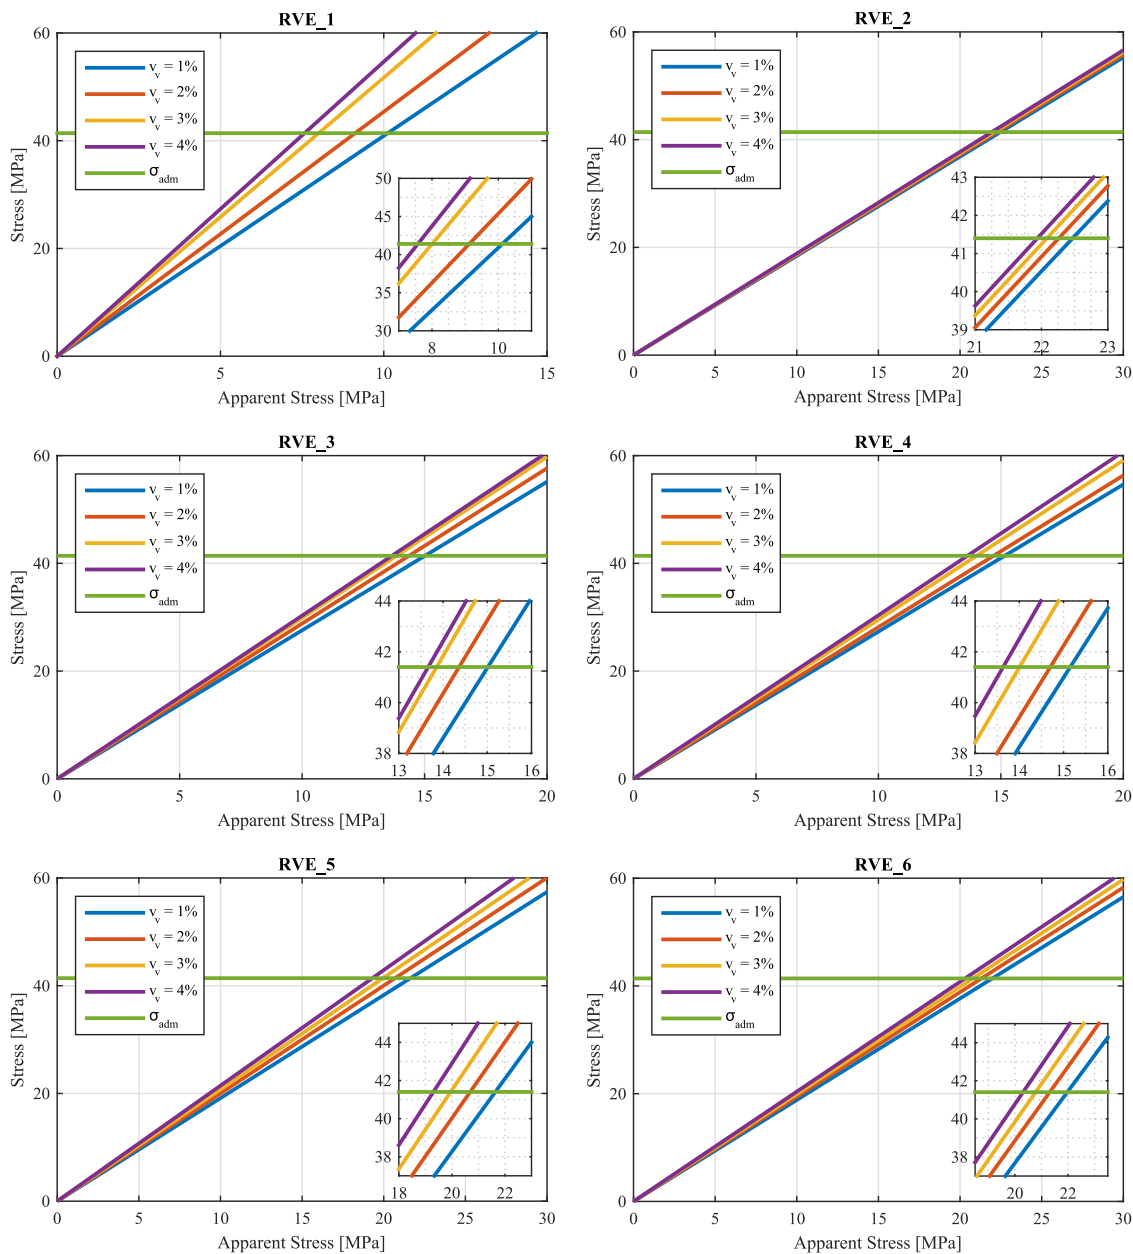 RVE_1
60
40
20
0
Stress [MPa]
v_v = 1%
v_v = 2%
v_v = 3%
v_v = 4%
σ_adm
50
45
40
35
30
8 10
0 5 10 15
Apparent Stress [MPa]
RVE_2
60
40
20
0
Stress [MPa]
v_v = 1%
v_v = 2%
v_v = 3%
v_v = 4%
σ_adm
43
42
41
40
39
21 22 23
0 5 10 15 20 25 30
Apparent Stress [MPa]
RVE_3
60
40
20
0
Stress [MPa]
v_v = 1%
v_v = 2%
v_v = 3%
v_v = 4%
σ_adm
44
42
40
38
13 14 15 16
0 5 10 15 20
Apparent Stress [MPa]
RVE_4
60
40
20
0
Stress [MPa]
v_v = 1%
v_v = 2%
v_v = 3%
v_v = 4%
σ_adm
44
42
40
38
13 14 15 16
0 5 10 15 20
Apparent Stress [MPa]
RVE_5
60
40
20
0
Stress [MPa]
v_v = 1%
v_v = 2%
v_v = 3%
v_v = 4%
σ_adm
44
42
40
38
18 20 22
0 5 10 15 20 25 30
Apparent Stress [MPa]
RVE_6
60
40
20
0
Stress [MPa]
v_v = 1%
v_v = 2%
v_v = 3%
v_v = 4%
σ_adm
44
42
40
38
20 22
0 5 10 15 20 25 30
Apparent Stress [MPa]